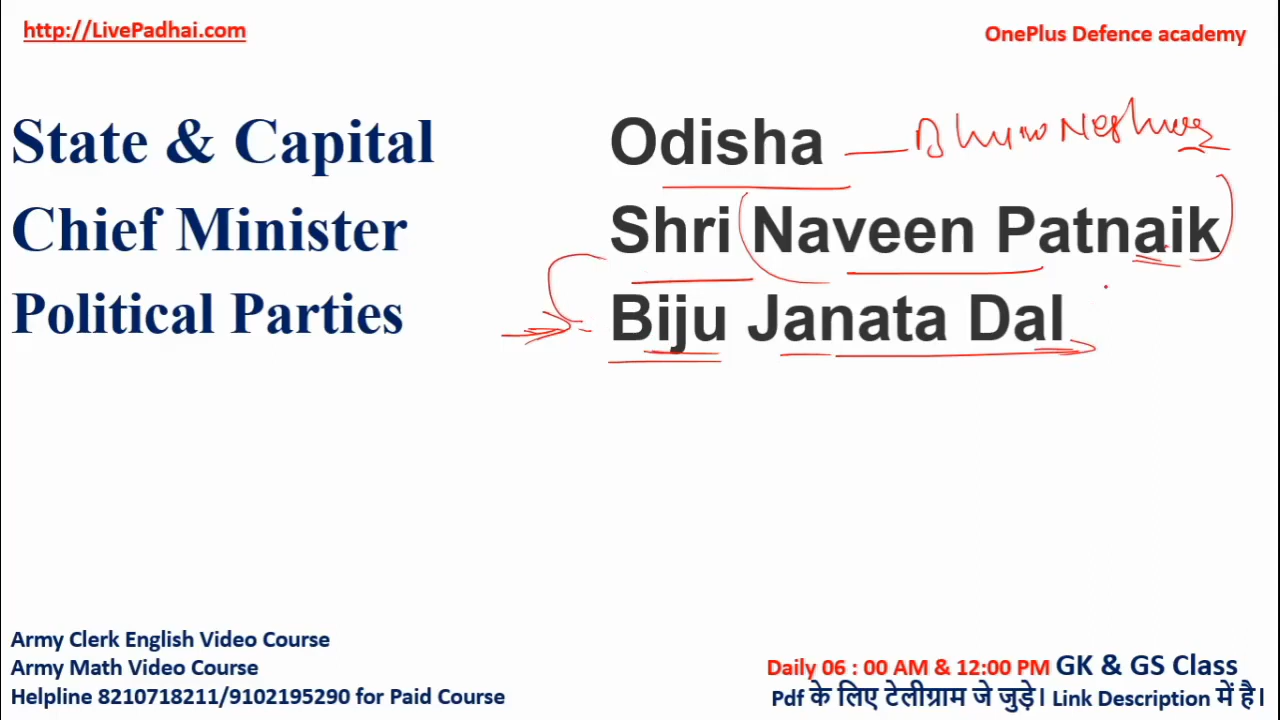 http://LivePadhai.com
OnePlus Defence academy
State & Capital Odisha — Bhuwneshwar
Chief Minister Shri Naveen Patnaik
Political Parties Biju Janata Dal
Army Clerk English Video Course
Army Math Video Course
Helpline 8210718211/9102195290 for Paid Course
Daily 06 : 00 AM & 12:00 PM GK & GS Class
Pdf के लिए टेलीग्राम जे जुड़े। Link Description में है।